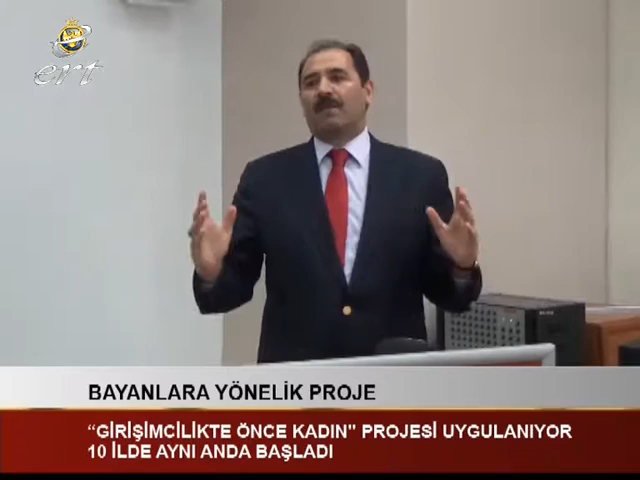 ert
BAYANLARA YÖNELİK PROJE
“GİRİŞİMCİLİKTE ÖNCE KADIN" PROJESİ UYGULANIYOR
10 İLDE AYNI ANDA BAŞLADI